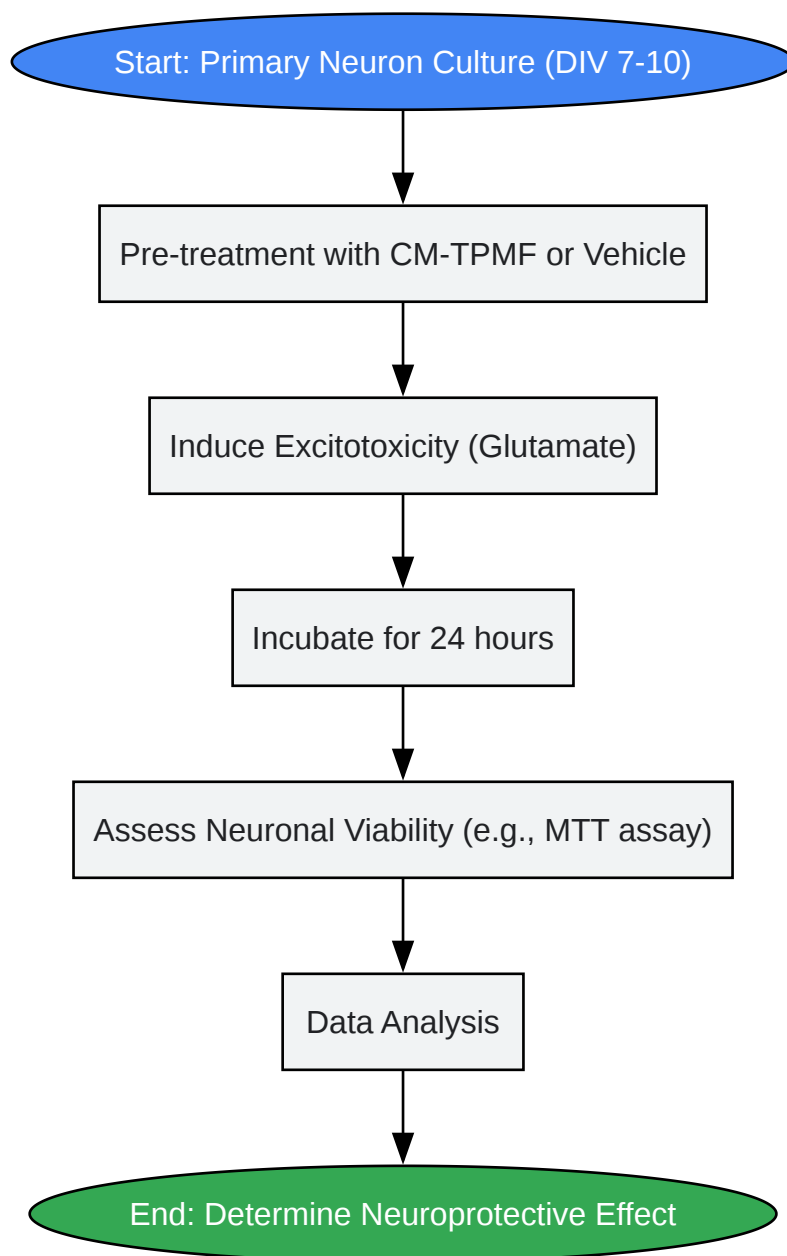 Start: Primary Neuron Culture (DIV 7-10)
Pre-treatment with CM-TPMF or Vehicle
Induce Excitotoxicity (Glutamate)
Incubate for 24 hours
Assess Neuronal Viability (e.g., MTT assay)
Data Analysis
End: Determine Neuroprotective Effect